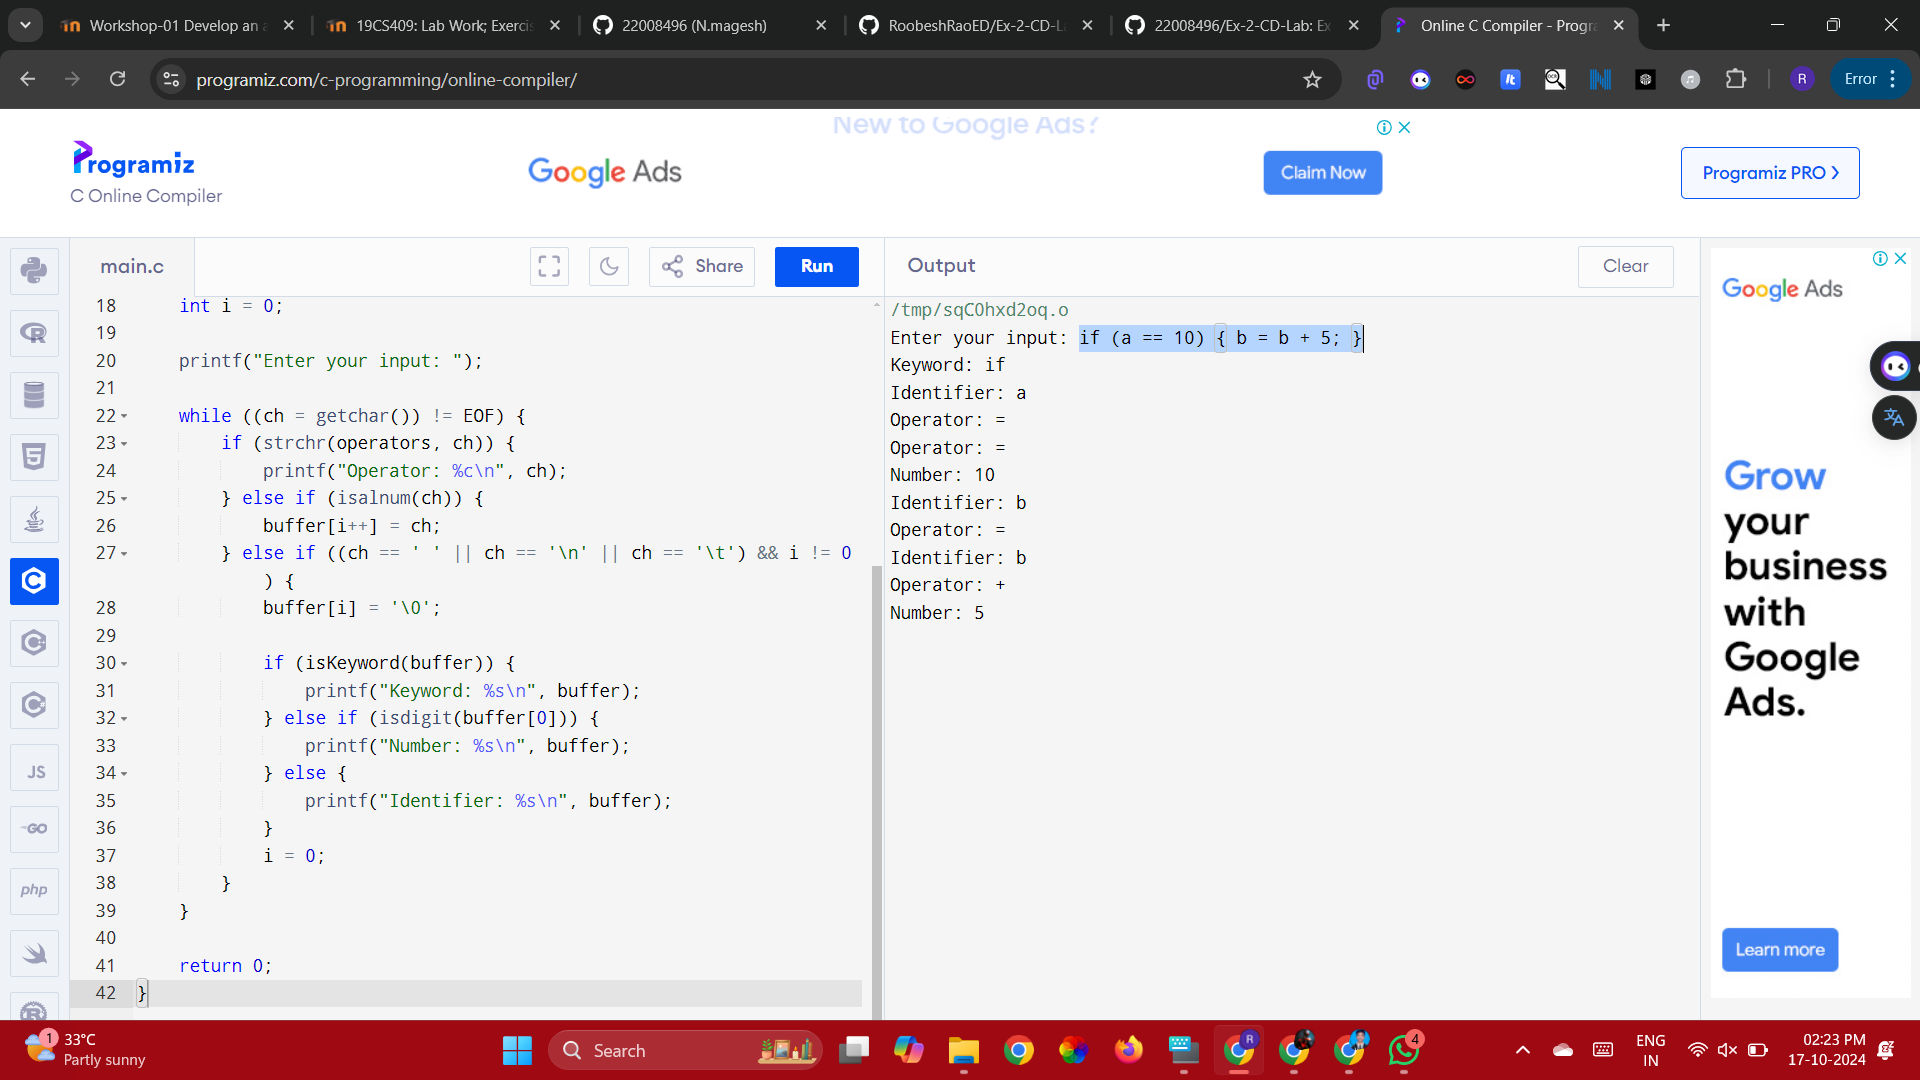 Workshop-01 Develop an a
19CS409: Lab Work; Exercis
22008496 (N.magesh)
RoobeshRaoED/Ex-2-CD-La
22008496/Ex-2-CD-Lab: Ex
Online C Compiler - Progra
programiz.com/c-programming/online-compiler/
R
Error
New to Google Ads?
Programiz
C Online Compiler
Google Ads
Claim Now
Programiz PRO
main.c
Share
Run
Output
Clear
18 int i = 0;
19
20 printf("Enter your input: ");
21
22 while ((ch = getchar()) != EOF) {
23 if (strchr(operators, ch)) {
24 printf("Operator: %c\n", ch);
25 } else if (isalnum(ch)) {
26 buffer[i++] = ch;
27 } else if ((ch == ' ' || ch == '\n' || ch == '\t') && i != 0
) {
28 buffer[i] = '\0';
29
30 if (isKeyword(buffer)) {
31 printf("Keyword: %s\n", buffer);
32 } else if (isdigit(buffer[0])) {
33 printf("Number: %s\n", buffer);
34 } else {
35 printf("Identifier: %s\n", buffer);
36 }
37 i = 0;
38 }
39 }
40
41 return 0;
42 }
/tmp/sqC0hxd2oq.o
Enter your input: if (a == 10) { b = b + 5; }
Keyword: if
Identifier: a
Operator: =
Operator: =
Number: 10
Identifier: b
Operator: =
Identifier: b
Operator: +
Number: 5
JS
GO
php
Google Ads
Grow
your
business
with
Google
Ads.
Learn more
1
33°C
Partly sunny
Search
R
4
ENG
IN
02:23 PM
17-10-2024